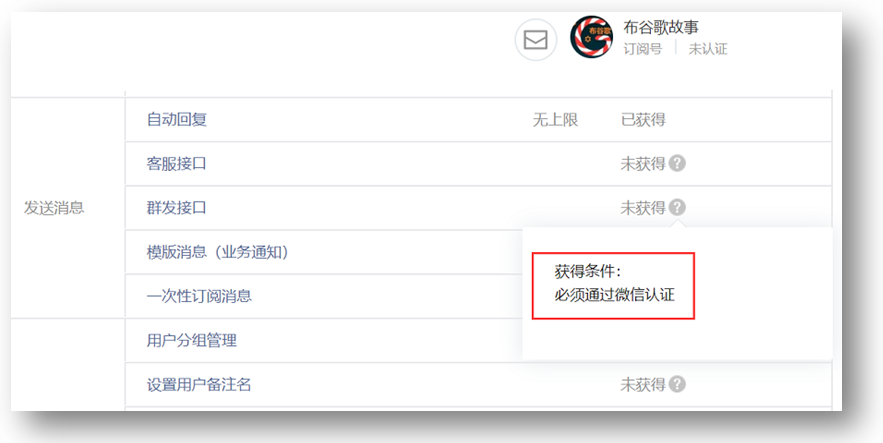 布谷歌故事
订阅号 未认证
布谷歌
自动回复 无上限 已获得
客服接口 未获得 ?
发送消息 群发接口 未获得 ?
模版消息（业务通知）
获得条件：
必须通过微信认证
一次性订阅消息
用户分组管理
设置用户备注名 未获得 ?